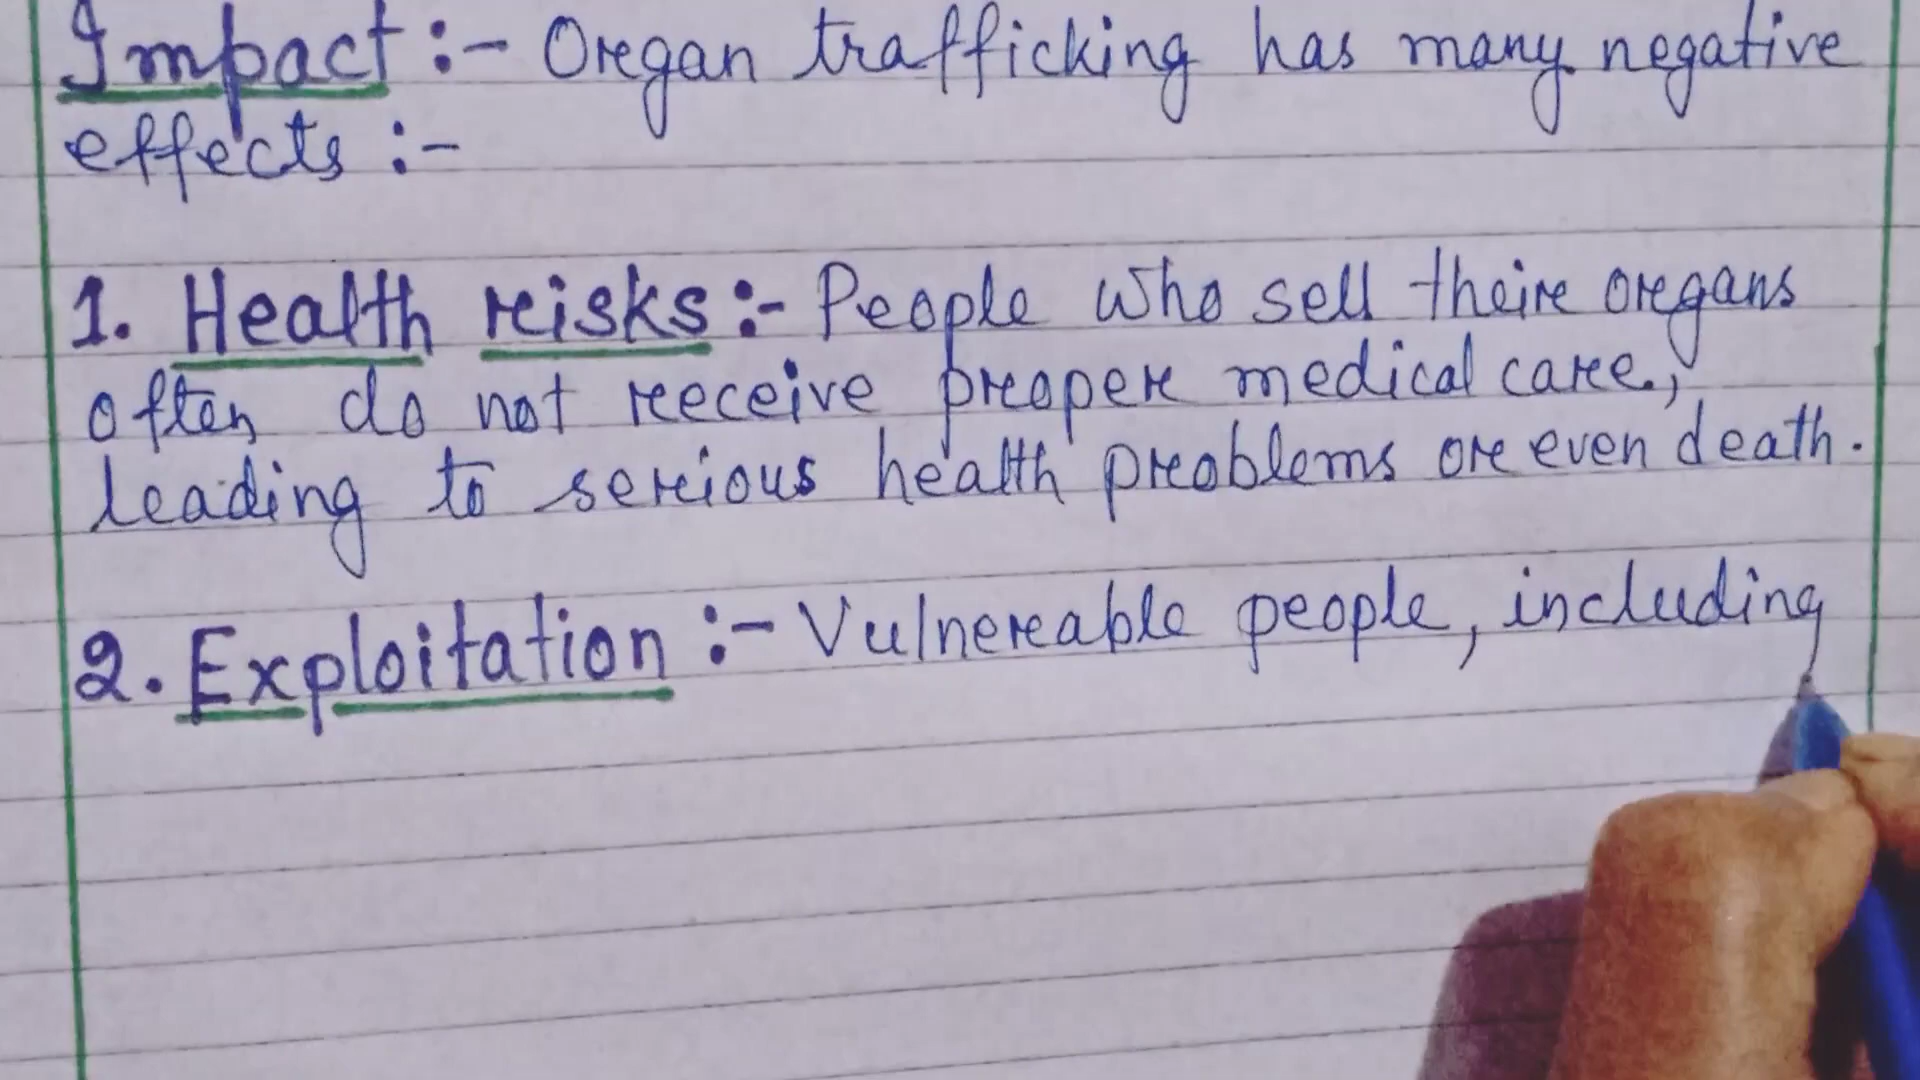 Impact :- Organ trafficking has many negative
effects :-
1. Health risks :- People who sell their organs
often do not receive proper medical care,
leading to serious health problems or even death.
2. Exploitation :- Vulnerable people, including